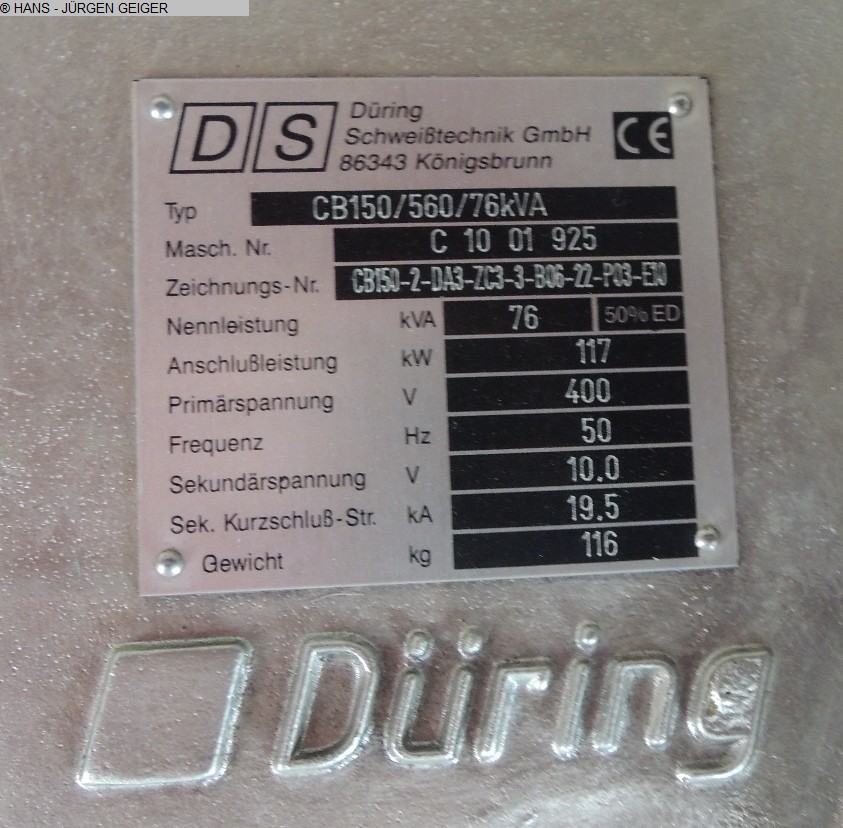 ® HANS - JÜRGEN GEIGER
DS
Düring
Schweißtechnik GmbH
86343 Königsbrunn
CE
Typ CB150/560/76kVA
Masch. Nr. C 10 01 925
Zeichnungs-Nr. CB150-2-DA3-ZC3-3-B06-22-P03-E10
Nennleistung kVA 76 50% ED
Anschlußleistung kW 117
Primärspannung V 400
Frequenz Hz 50
Sekundärspannung V 10.0
Sek. Kurzschluß-Str. kA 19.5
Gewicht kg 116
Düring